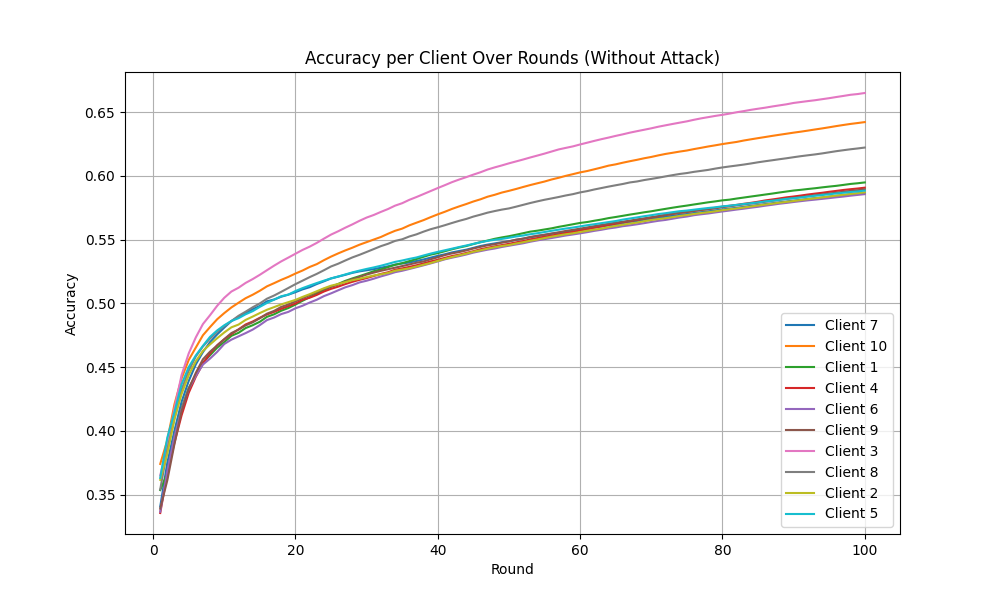 Accuracy per Client Over Rounds (Without Attack)
Accuracy
0.65
0.60
0.55
0.50
0.45
0.40
0.35
0
20
40
60
80
100
Round
Client 7
Client 10
Client 1
Client 4
Client 6
Client 9
Client 3
Client 8
Client 2
Client 5